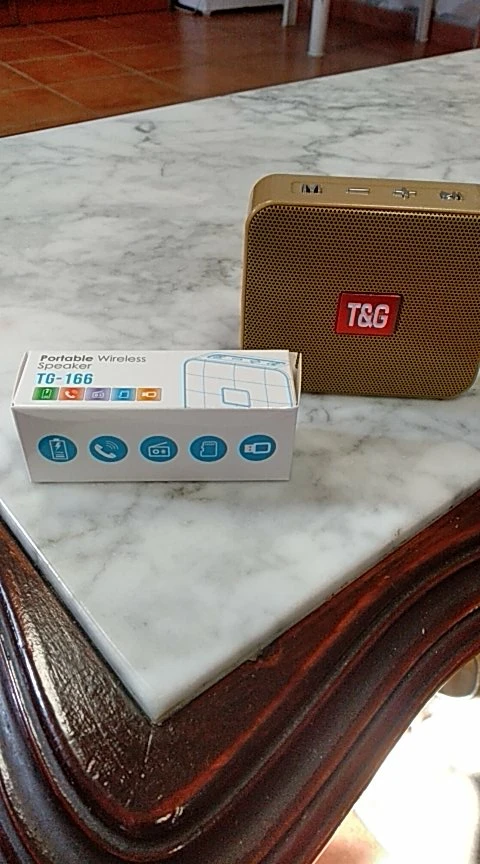 M - +
T&G
Portable Wireless
Speaker
TG-166